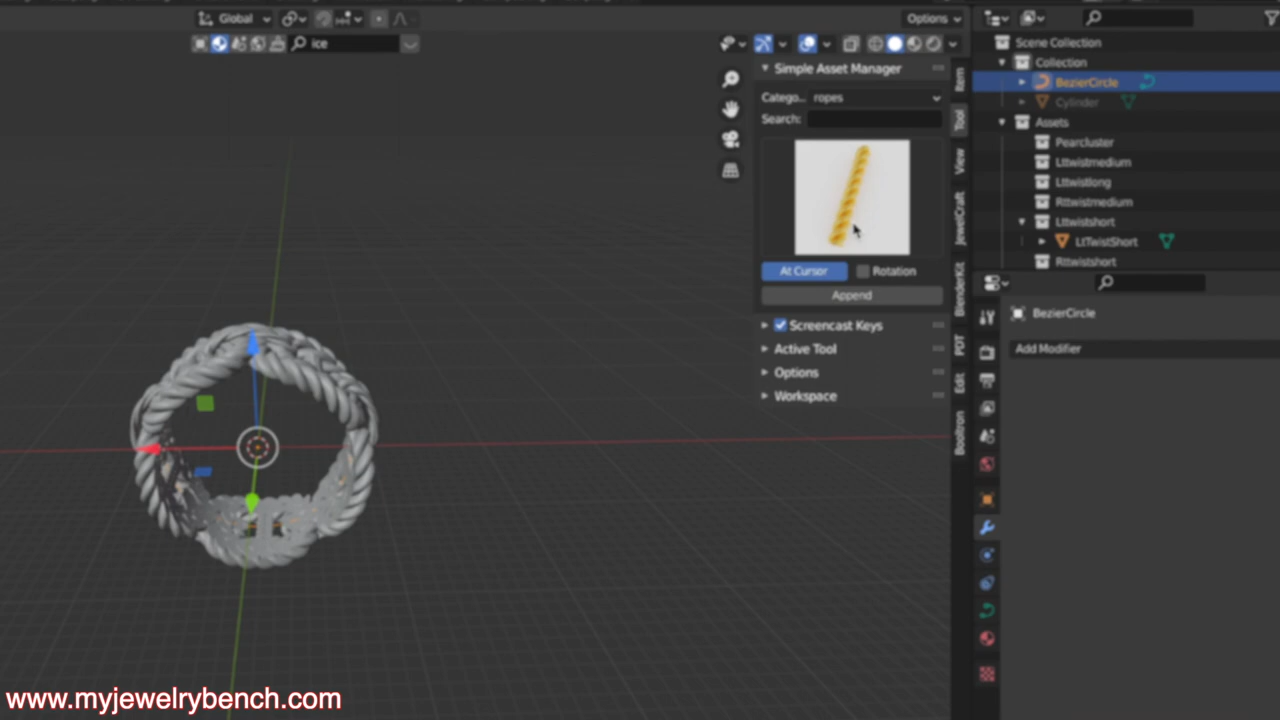 Global
Options
ice
Simple Asset Manager
Scene Collection
Collection
BezierCircle
Cylinder
Catego... ropes
Search:
Assets
Pearcluster
Lttwistmedium
Lttwistlong
Rttwistmedium
Lttwistshort
LtTwistShort
Rttwistshort
At Cursor Rotation
Append
BezierCircle
Screencast Keys
Active Tool
Add Modifier
Options
Workspace
Item
Tool
View
JewelCraft
BlenderKit
PDT
Edit
Booltron
www.myjewelrybench.com